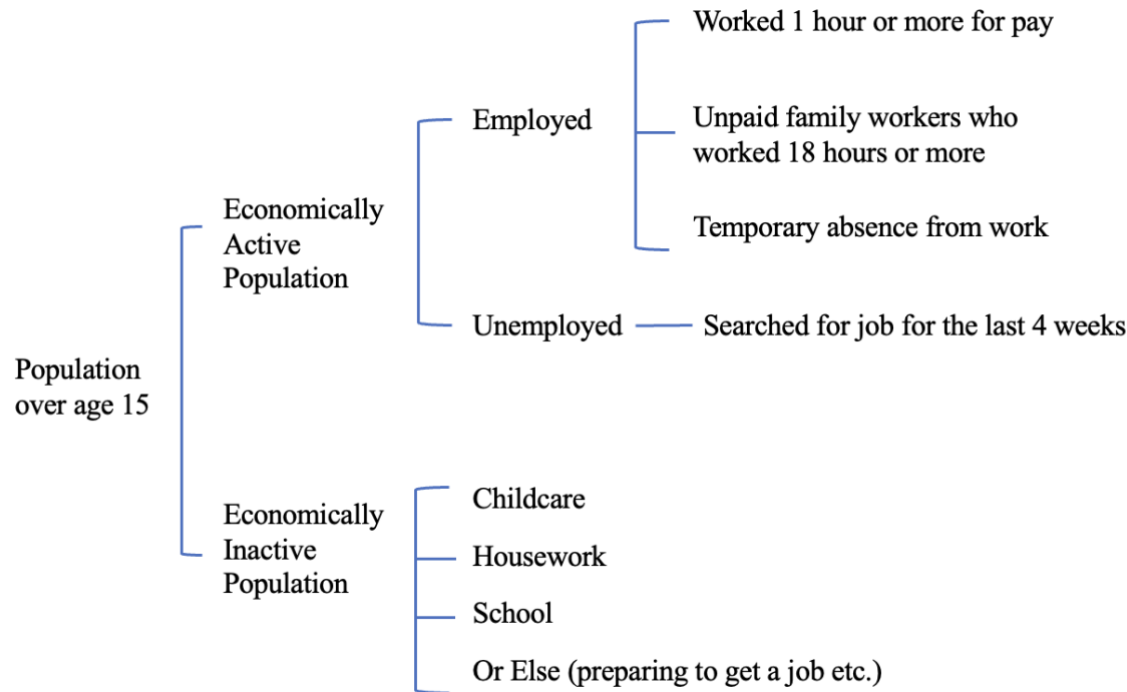 Worked 1 hour or more for pay
Employed
Unpaid family workers who
worked 18 hours or more
Economically
Active
Population
Temporary absence from work
Unemployed
Searched for job for the last 4 weeks
Population
over age 15
Economically
Inactive
Population
Childcare
Housework
School
Or Else (preparing to get a job etc.)